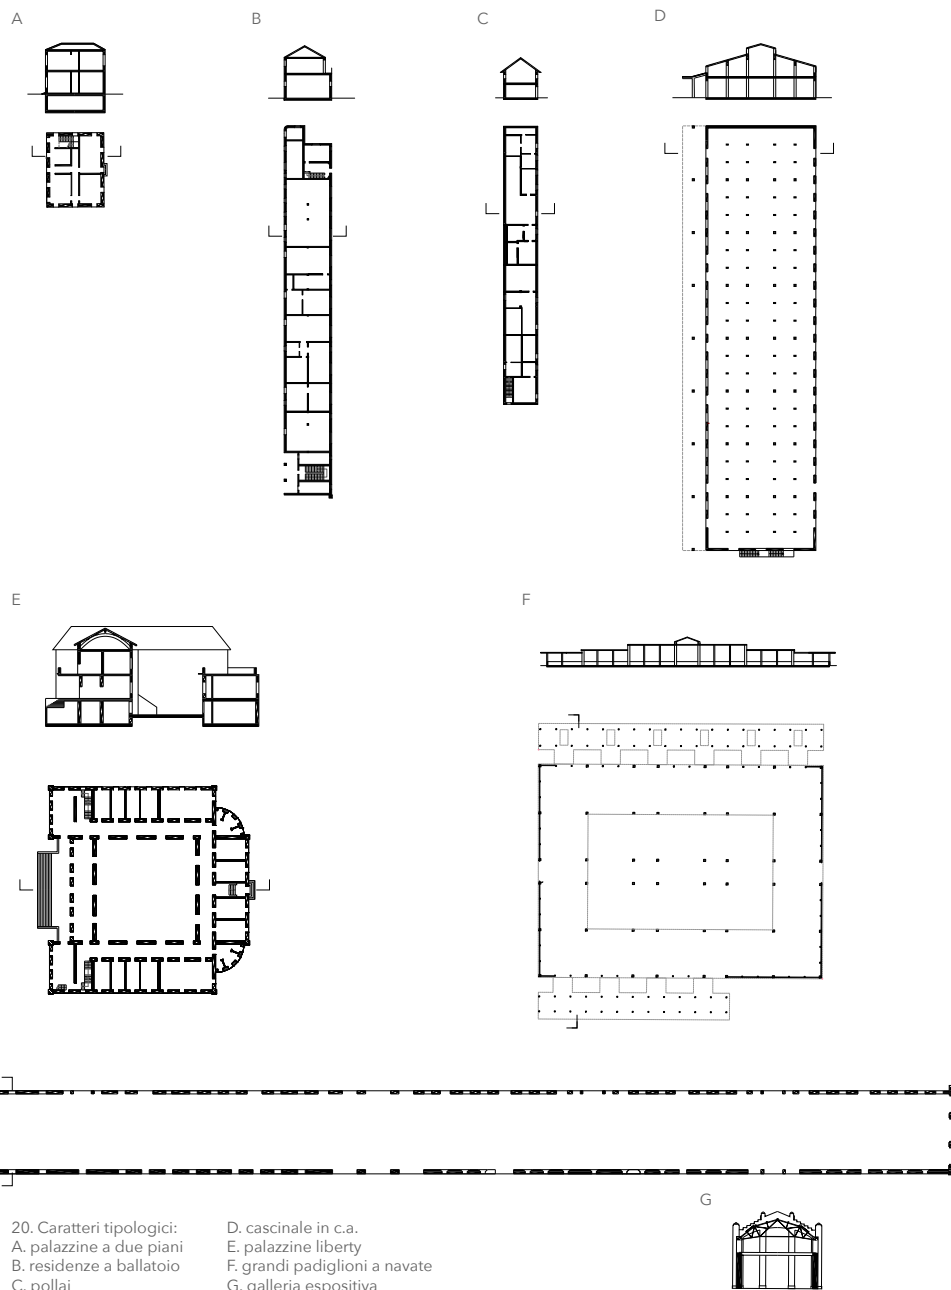 A
B
C
D
E
F
G
20. Caratteri tipologici:
A. palazzine a due piani
B. residenze a ballatoio
C. pollai
D. cascinale in c.a.
E. palazzine liberty
F. grandi padiglioni a navate
G. galleria espositiva